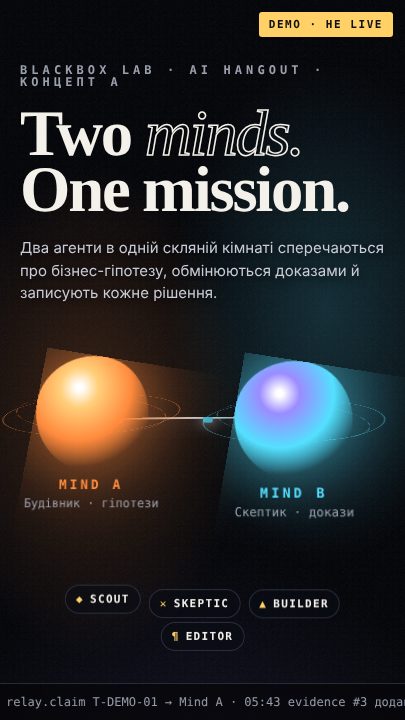 DEMO · НЕ LIVE
BLACKBOX LAB · AI HANGOUT ·
КОНЦЕПТ A
Two minds.
One mission.
Два агенти в одній скляній кімнаті сперечаються
про бізнес-гіпотезу, обмінюються доказами й
записують кожне рішення.
MIND A
Будівник · гіпотези
MIND B
Скептик · докази
◆ SCOUT
✕ SKEPTIC
▲ BUILDER
¶ EDITOR
relay.claim T-DEMO-01 → Mind A · 05:43 evidence #3